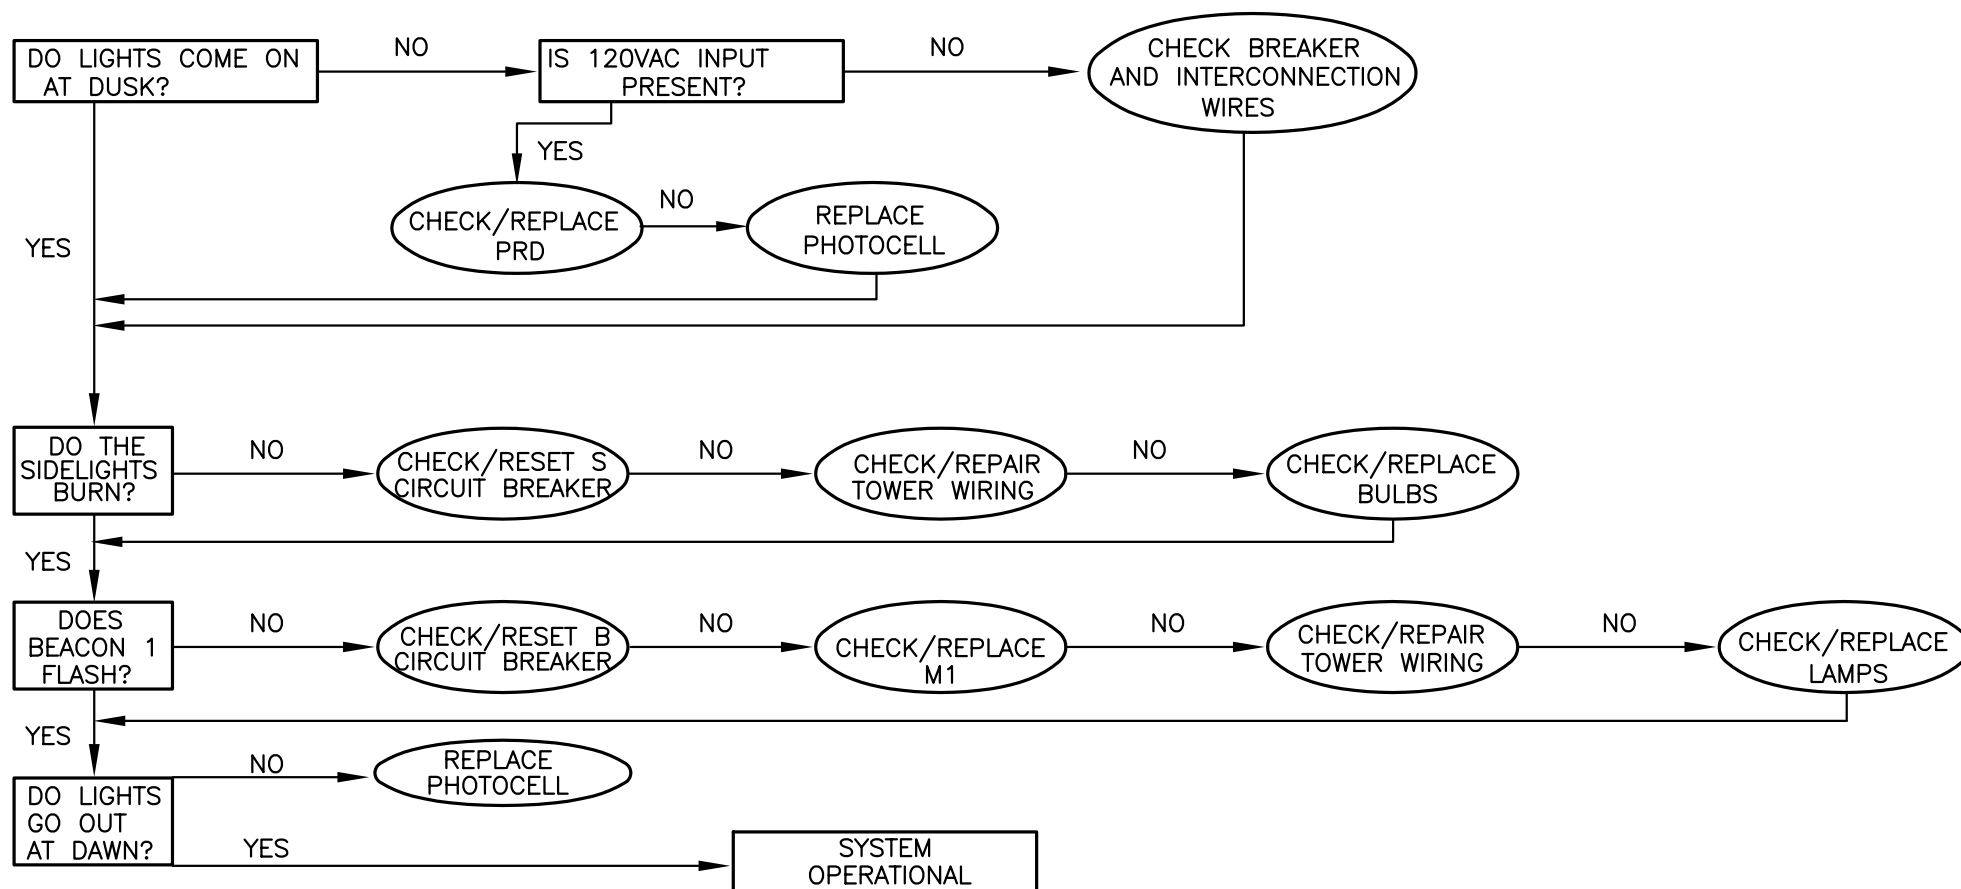 DO LIGHTS COME ON
AT DUSK?
NO
IS 120VAC INPUT
PRESENT?
NO
CHECK BREAKER
AND INTERCONNECTION
WIRES
YES
CHECK/REPLACE
PRD
NO
REPLACE
PHOTOCELL
YES
DO THE
SIDELIGHTS
BURN?
NO
CHECK/RESET S
CIRCUIT BREAKER
NO
CHECK/REPAIR
TOWER WIRING
NO
CHECK/REPLACE
BULBS
YES
DOES
BEACON 1
FLASH?
NO
CHECK/RESET B
CIRCUIT BREAKER
NO
CHECK/REPLACE
M1
NO
CHECK/REPAIR
TOWER WIRING
NO
CHECK/REPLACE
LAMPS
YES
DO LIGHTS
GO OUT
AT DAWN?
NO
REPLACE
PHOTOCELL
YES
SYSTEM
OPERATIONAL